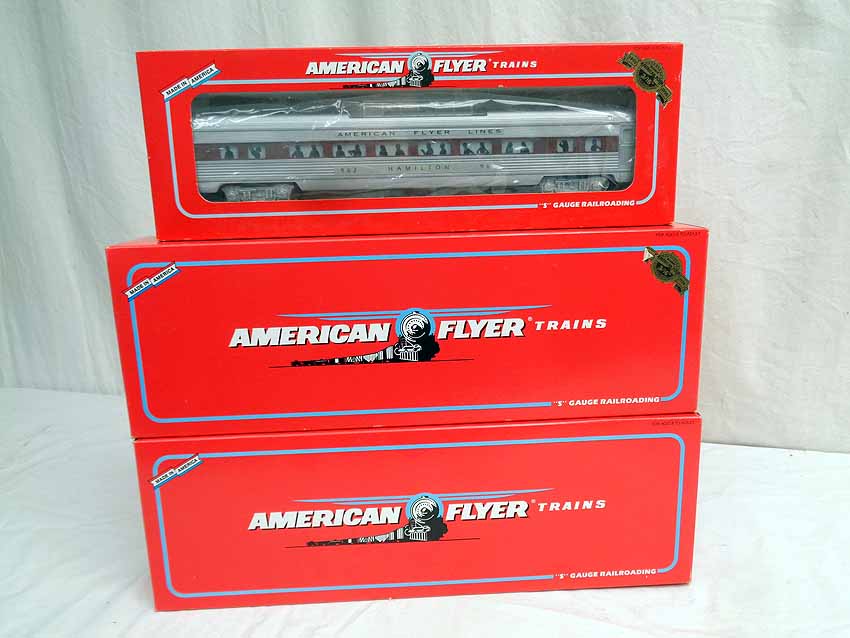 AMERICAN FLYER® TRAINS
MADE IN AMERICA
AMERICAN FLYER LINES
HAMILTON
"S" GAUGE RAILROADING
MADE IN AMERICA
AMERICAN FLYER® TRAINS
"S" GAUGE RAILROADING
MADE IN AMERICA
AMERICAN FLYER® TRAINS
"S" GAUGE RAILROADING